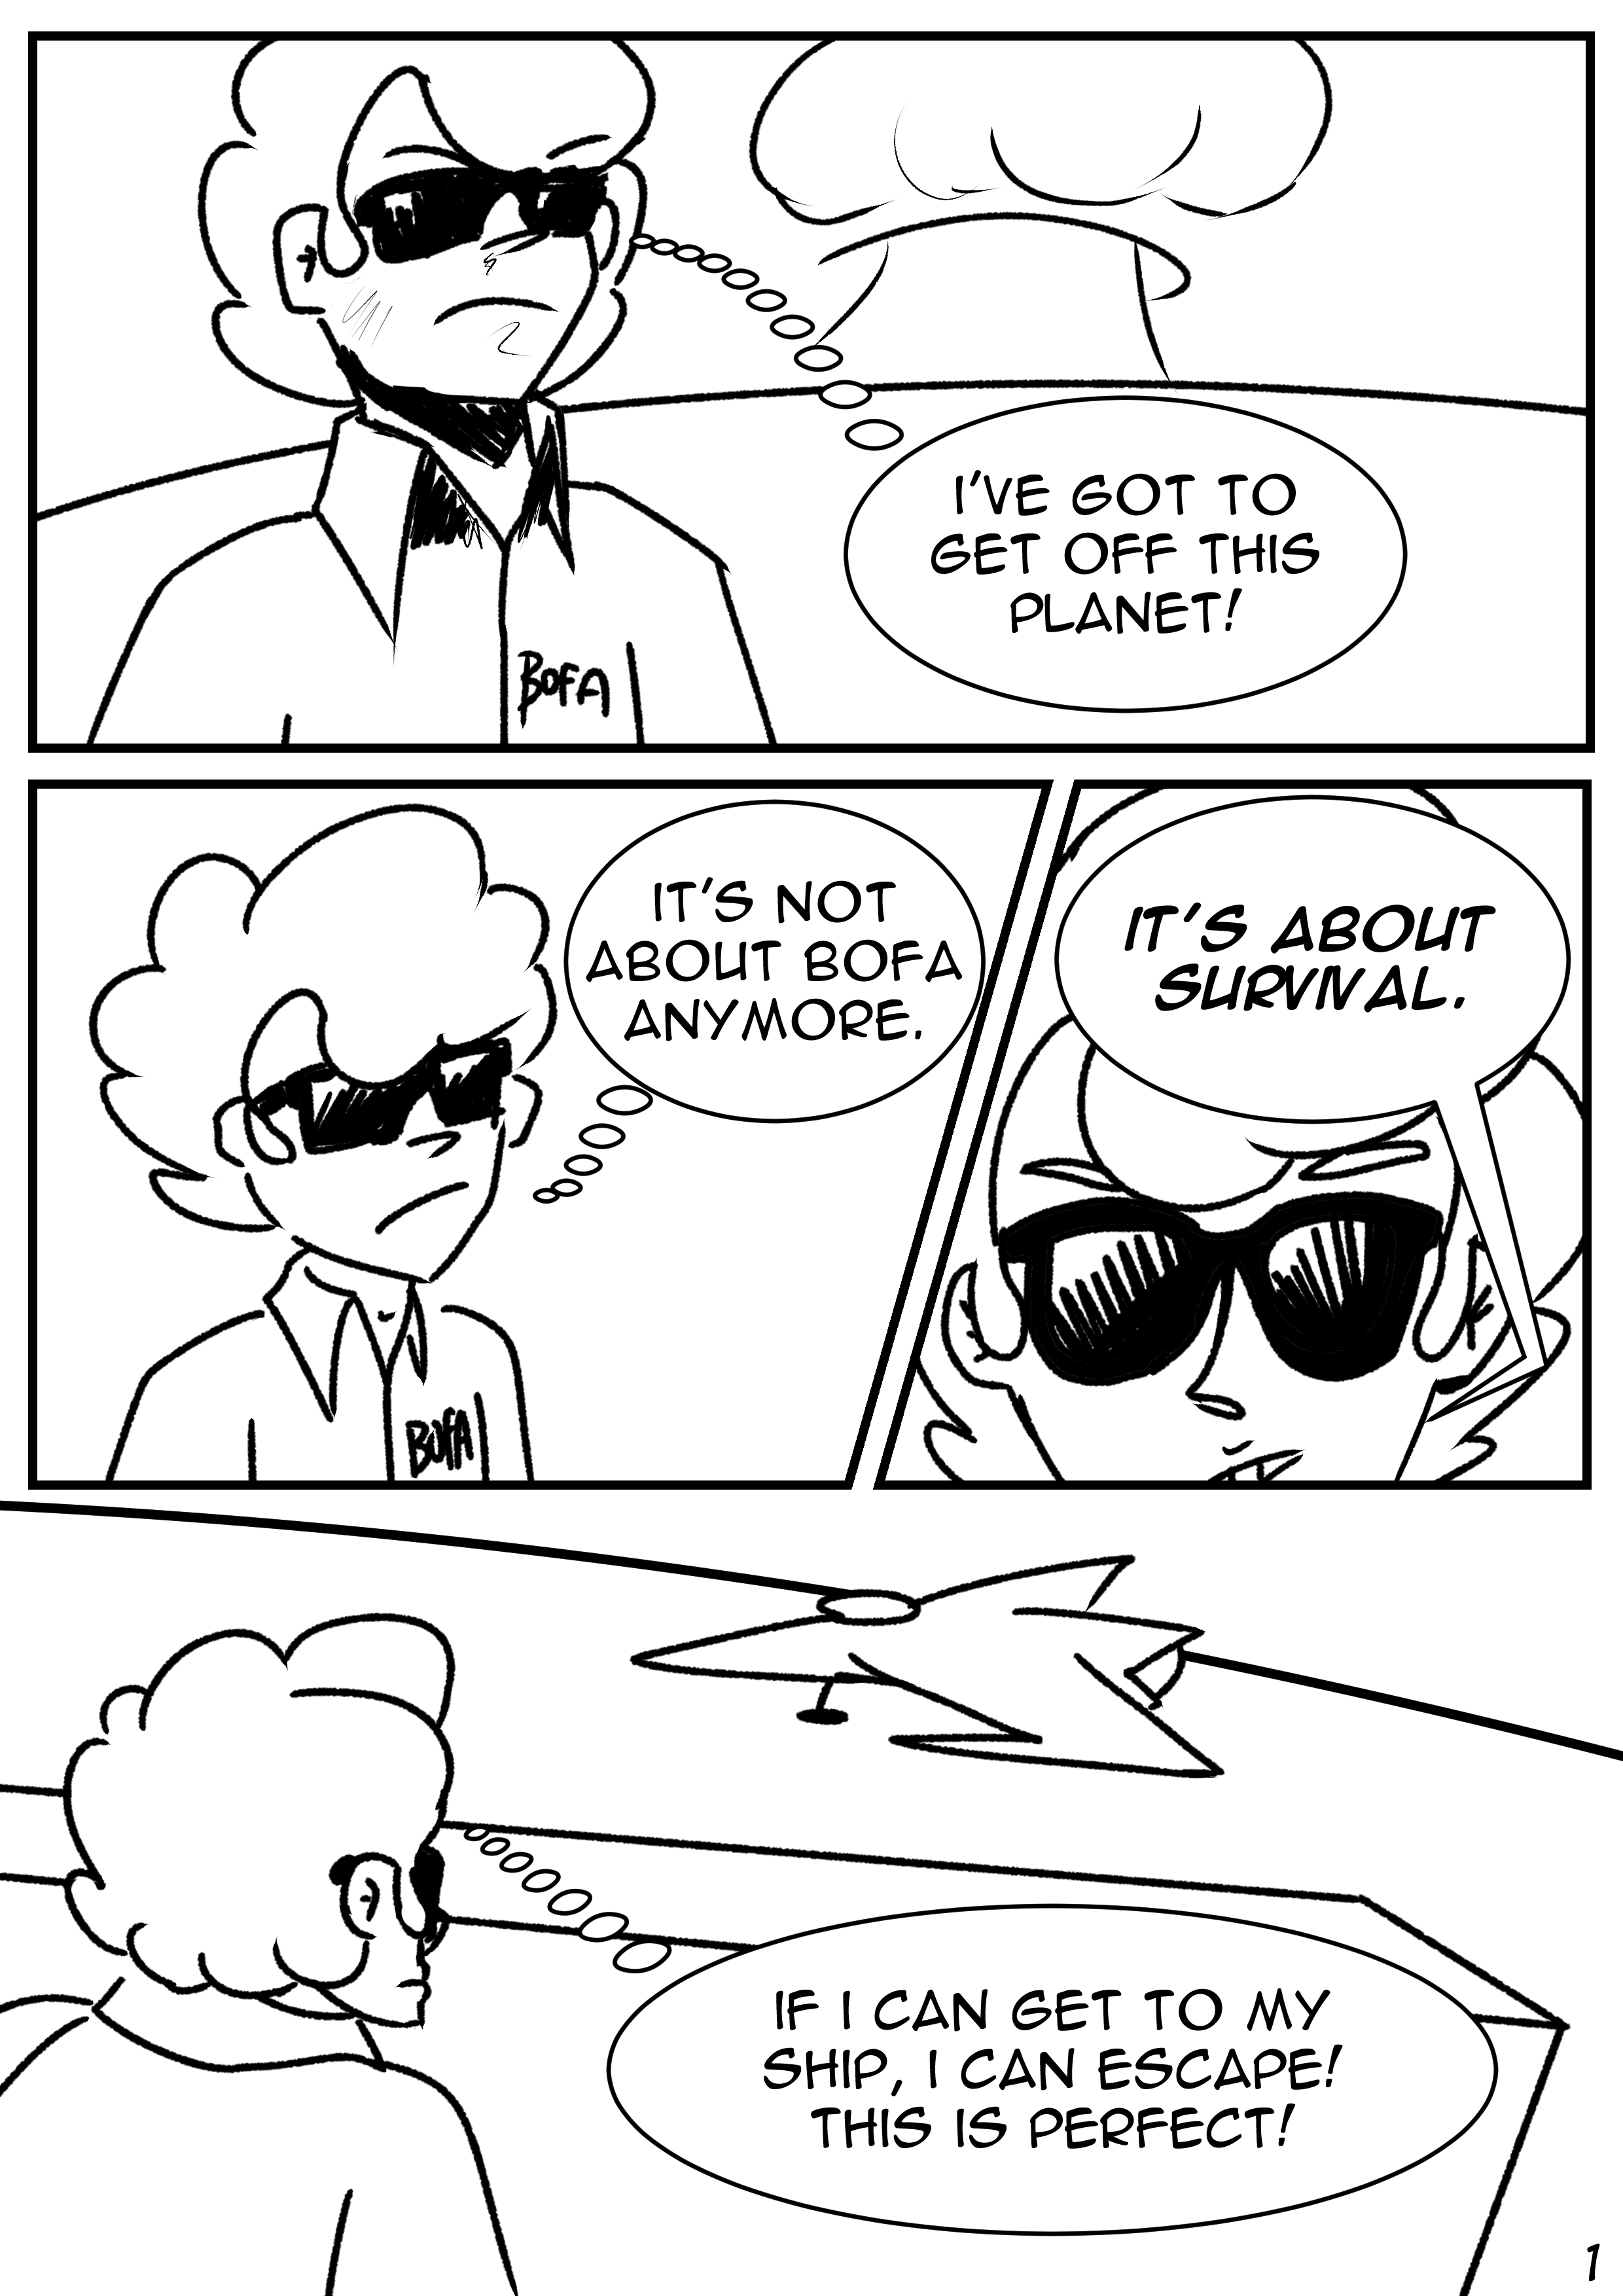 I'VE GOT TO
GET OFF THIS
PLANET!
BOFA
IT'S NOT
ABOUT BOFA
ANYMORE.
BOFA
IT'S ABOUT
SURVIVAL.
IF I CAN GET TO MY
SHIP, I CAN ESCAPE!
THIS IS PERFECT!
1